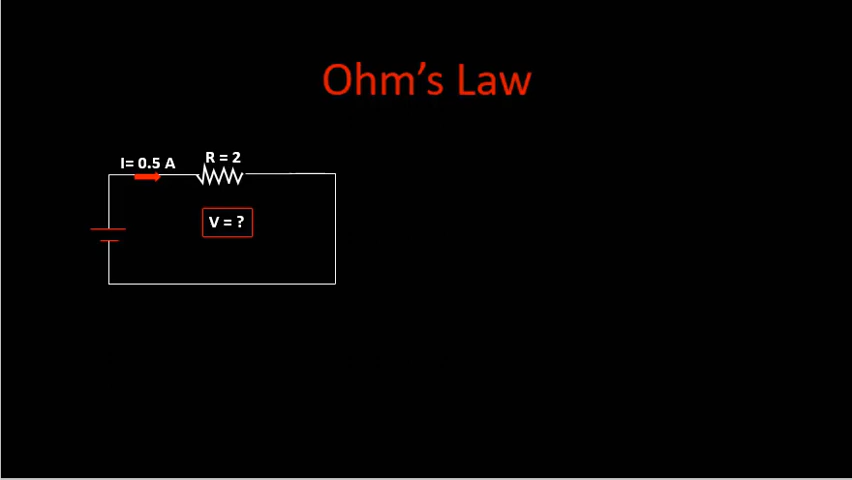 Ohm's Law
I= 0.5 A
R = 2
V = ?